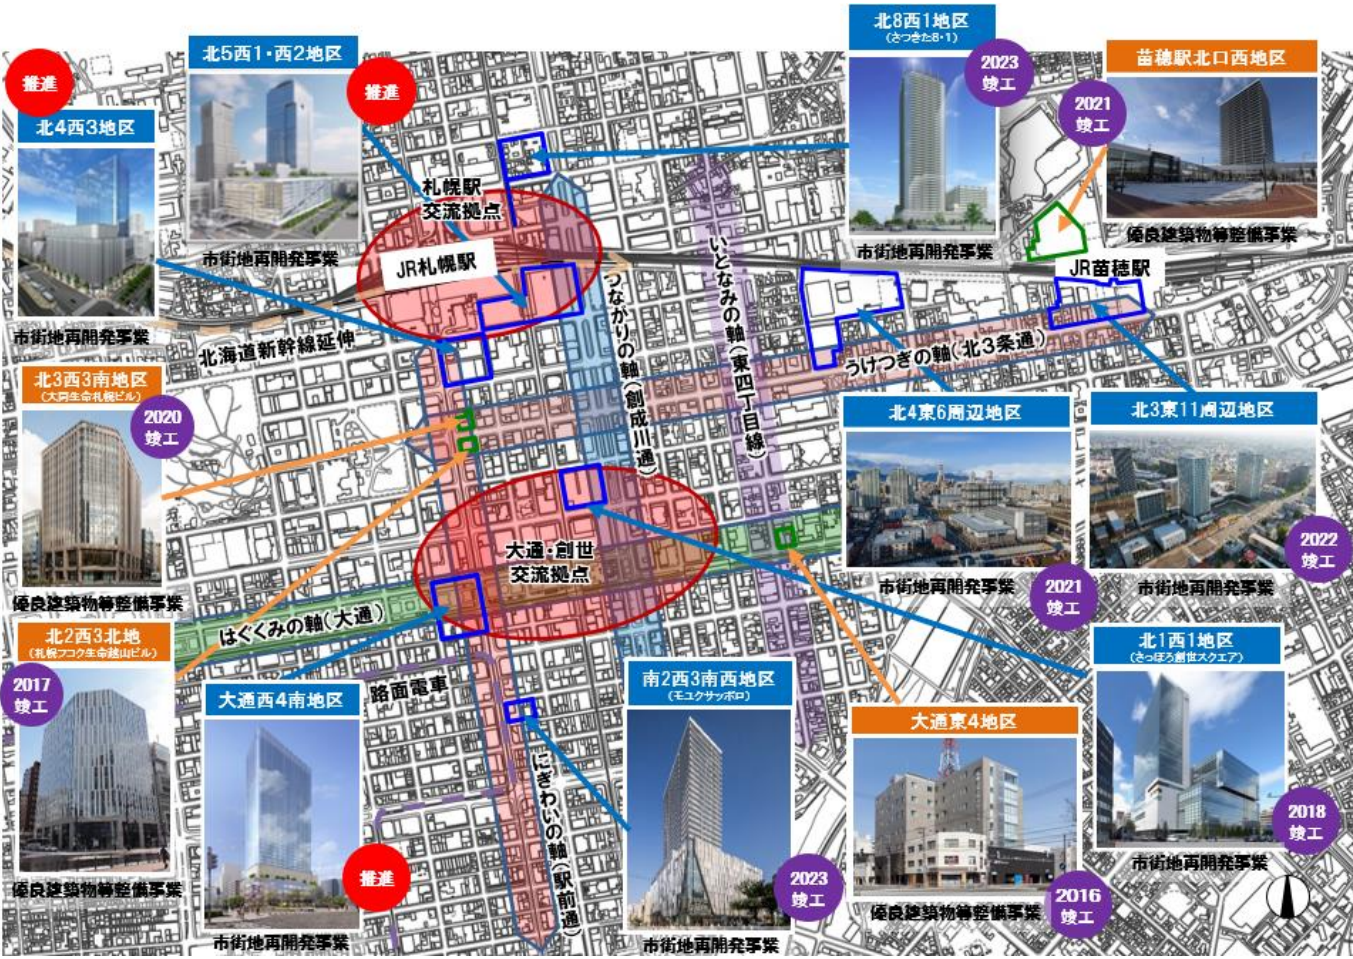 推進
北4西3地区
市街地再開発事業
北5西1・西2地区
推進
市街地再開発事業
北8西1地区
(さつきた8・1)
2023
竣工
市街地再開発事業
苗穂駅北口西地区
2021
竣工
優良建築物等整備事業
札幌駅
交流拠点
JR札幌駅
JR苗穂駅
北海道新幹線延伸
つながりの軸(創成川通)
いとなみの軸(東四丁目線)
うけつぎの軸(北3条通)
北3西3南地区
(大同生命札幌ビル)
2020
竣工
優良建築物等整備事業
北4東6周辺地区
市街地再開発事業
2021
竣工
北3東11周辺地区
2022
竣工
市街地再開発事業
大通・創世
交流拠点
はぐくみの軸(大通)
北2西3北地
(札幌フコク生命越山ビル)
2017
竣工
優良建築物等整備事業
大通西4南地区
推進
市街地再開発事業
路面電車
にぎわいの軸(駅前通)
南2西3南西地区
(モユクサッポロ)
2023
竣工
市街地再開発事業
大通東4地区
優良建築物等整備事業
2016
竣工
北1西1地区
(さっぽろ創世スクエア)
2018
竣工
市街地再開発事業